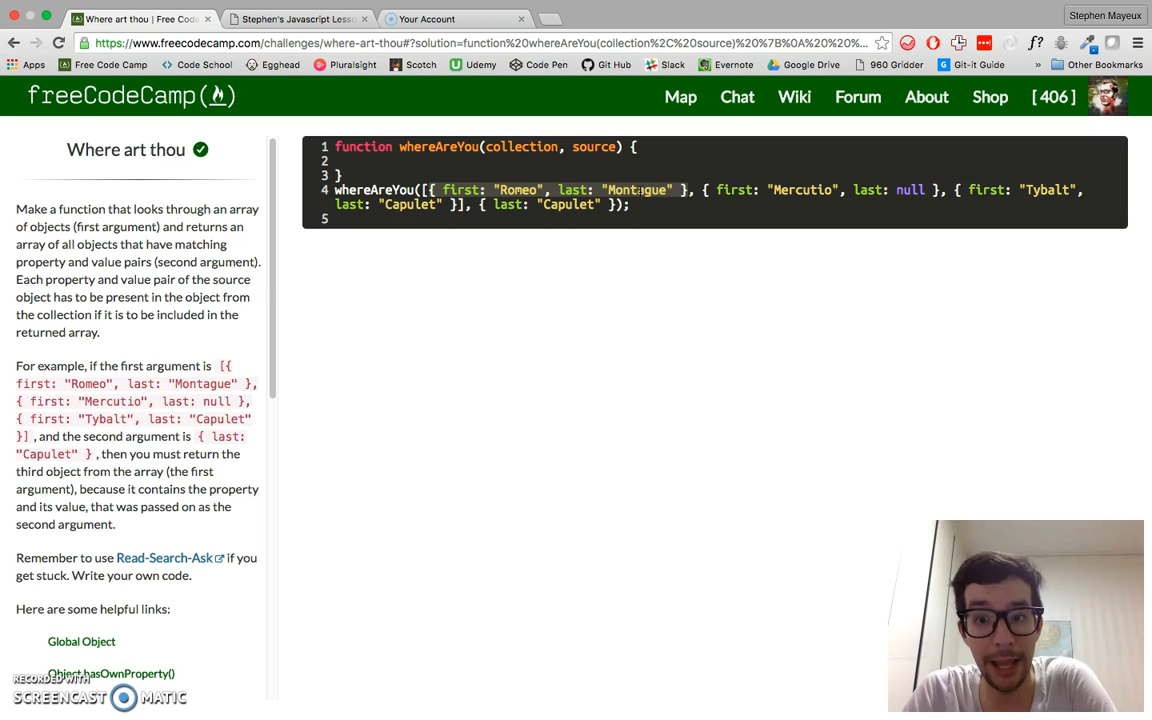 Where art thou | Free Code
Stephen's Javascript Lesso
Your Account
Stephen Mayeux
https://www.freecodecamp.com/challenges/where-art-thou#?solution=function%20whereAreYou(collection%2C%20source)%20%7B%0A%20%20%...
Apps Free Code Camp Code School Egghead Pluralsight Scotch Udemy Code Pen Git Hub Slack Evernote Google Drive 960 Gridder Git-it Guide » Other Bookmarks
freeCodeCamp
Map Chat Wiki Forum About Shop [ 406 ]
Where art thou
Make a function that looks through an array
of objects (first argument) and returns an
array of all objects that have matching
property and value pairs (second argument).
Each property and value pair of the source
object has to be present in the object from
the collection if it is to be included in the
returned array.
For example, if the first argument is [{
first: "Romeo", last: "Montague" },
{ first: "Mercutio", last: null },
{ first: "Tybalt", last: "Capulet"
}] , and the second argument is { last:
"Capulet" } , then you must return the
third object from the array (the first
argument), because it contains the property
and its value, that was passed on as the
second argument.
Remember to use Read-Search-Ask if you
get stuck. Write your own code.
Here are some helpful links:
Global Object
Object.hasOwnProperty()
1 function whereAreYou(collection, source) {
2
3 }
4 whereAreYou([{ first: "Romeo", last: "Montague" }, { first: "Mercutio", last: null }, { first: "Tybalt",
last: "Capulet" }], { last: "Capulet" });
5
RECORDED WITH
SCREENCAST MATIC